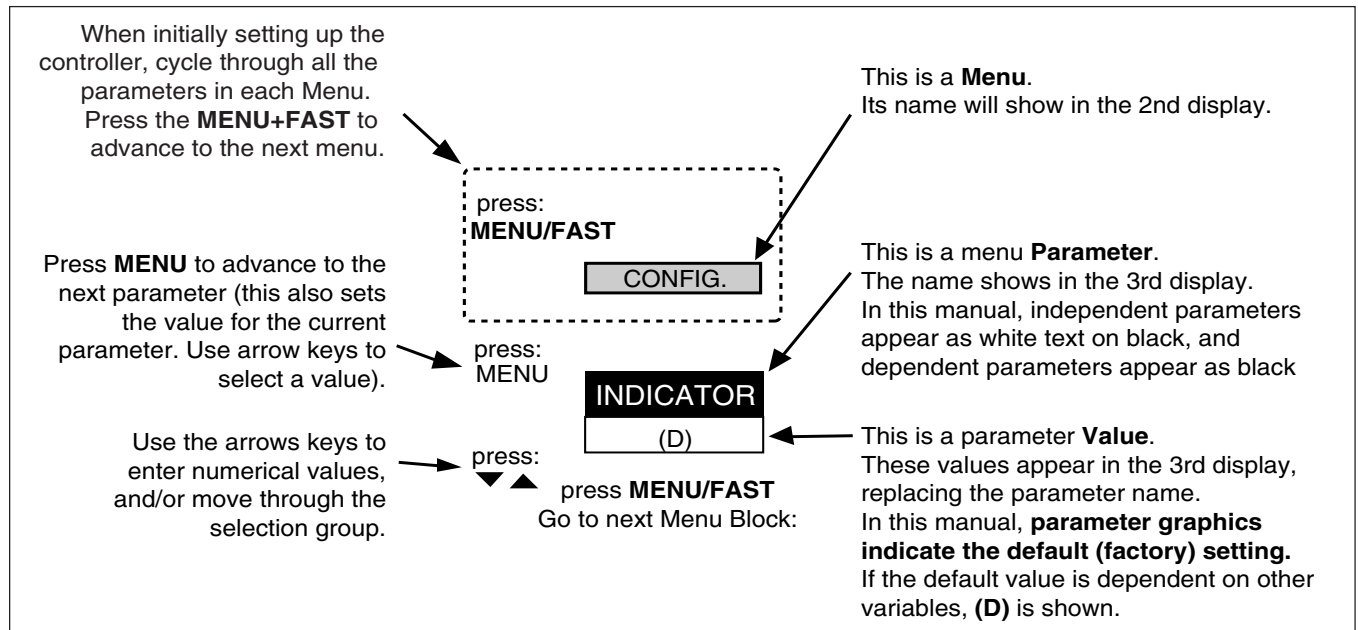 When initially setting up the
controller, cycle through all the
parameters in each Menu.
Press the MENU+FAST to
advance to the next menu.
This is a Menu.
Its name will show in the 2nd display.
press:
MENU/FAST
CONFIG.
Press MENU to advance to the
next parameter (this also sets
the value for the current
parameter. Use arrow keys to
select a value).
press:
MENU
This is a menu Parameter.
The name shows in the 3rd display.
In this manual, independent parameters
appear as white text on black, and
dependent parameters appear as black
INDICATOR
(D)
Use the arrows keys to
enter numerical values,
and/or move through the
selection group.
press:
press MENU/FAST
Go to next Menu Block:
This is a parameter Value.
These values appear in the 3rd display,
replacing the parameter name.
In this manual, parameter graphics
indicate the default (factory) setting.
If the default value is dependent on other
variables, (D) is shown.